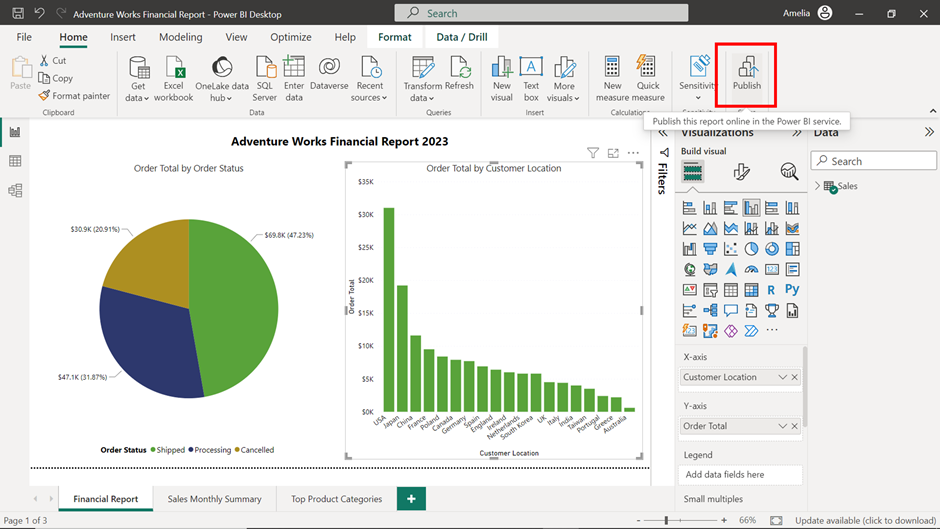 Adventure Works Financial Report - Power BI Desktop
Search
Amelia
File
Home
Insert
Modeling
View
Optimize
Help
Format
Data / Drill
Paste
Cut
Copy
Format painter
Clipboard
Get data
Excel workbook
OneLake data hub
SQL Server
Enter data
Dataverse
Recent sources
Data
Transform data
Refresh
Queries
New visual
Text box
More visuals
Insert
New measure
Quick measure
Calculations
Sensitivity
Sensitivity
Publish
Publish this report online in the Power BI service.
Adventure Works Financial Report 2023
Order Total by Order Status
$30.9K (20.91%)
$69.8K (47.23%)
$47.1K (31.87%)
Order Status Shipped Processing Cancelled
Order Total by Customer Location
$35K
$30K
$25K
$20K
$15K
$10K
$5K
$0K
Order Total
USA
Japan
China
France
Poland
Canada
Germany
Spain
England
Ireland
Netherlands
South Korea
UK
Italy
India
Taiwan
Portugal
Greece
Australia
Customer Location
Filters
Visualizations
Build visual
R
Py
123
X-axis
Customer Location
Y-axis
Order Total
Legend
Add data fields here
Small multiples
Data
Search
Sales
Financial Report
Sales Monthly Summary
Top Product Categories
Page 1 of 3
66%
Update available (click to download)